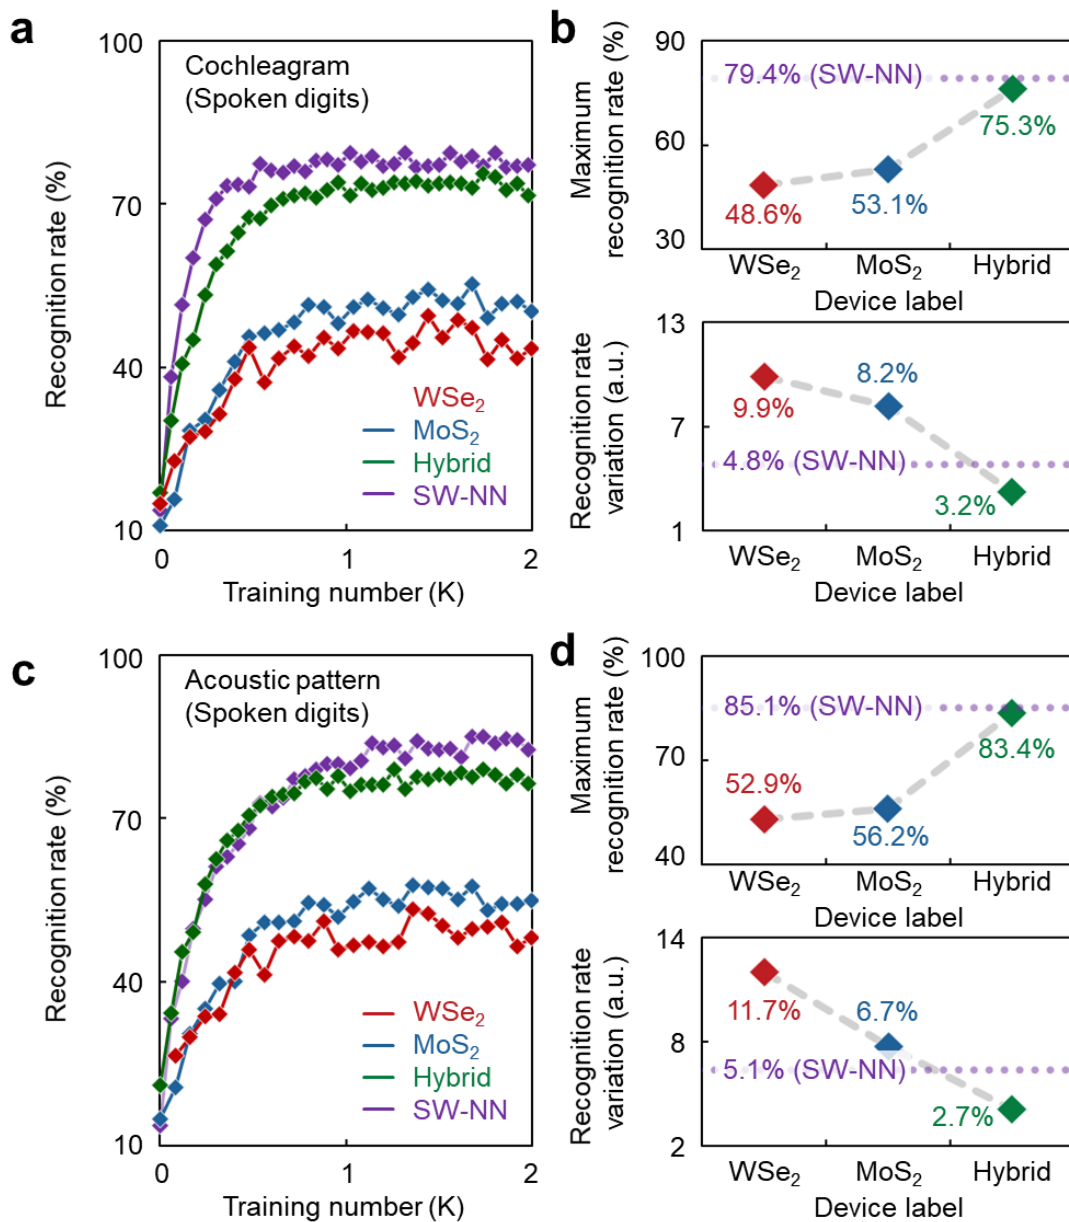 a
100
70
40
10
Recognition rate (%)
Cochleagram
(Spoken digits)
WSe₂
MoS₂
Hybrid
SW-NN
0
1
2
Training number (K)
b
90
60
30
Maximum
recognition rate (%)
79.4% (SW-NN)
75.3%
53.1%
48.6%
WSe₂
MoS₂
Hybrid
Device label
13
7
1
Recognition rate
variation (a.u.)
8.2%
9.9%
4.8% (SW-NN)
3.2%
WSe₂
MoS₂
Hybrid
Device label
c
100
70
40
10
Recognition rate (%)
Acoustic pattern
(Spoken digits)
WSe₂
MoS₂
Hybrid
SW-NN
0
1
2
Training number (K)
d
100
70
40
Maximum
recognition rate (%)
85.1% (SW-NN)
83.4%
52.9%
56.2%
WSe₂
MoS₂
Hybrid
Device label
14
8
2
Recognition rate
variation (a.u.)
11.7%
6.7%
5.1% (SW-NN)
2.7%
WSe₂
MoS₂
Hybrid
Device label